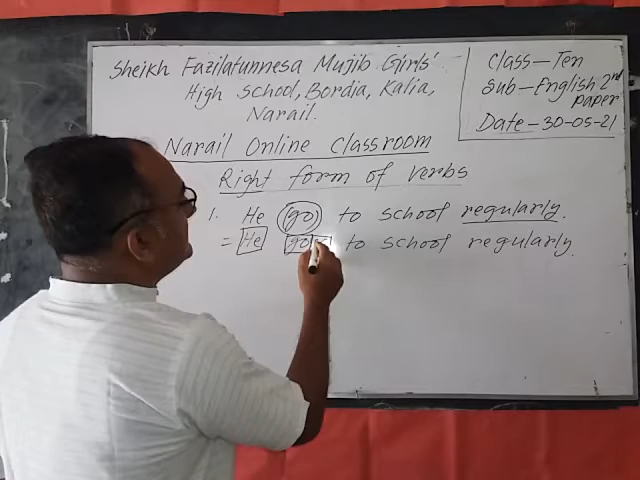 Sheikh Fazilatunnesa Mujib Girls'
High School, Bordia, Kalia,
Narail.
Class - Ten
Sub - English 2nd
Paper
Date - 30-05-21
Narail Online Classroom
Right form of verbs
1. He (go) to school regularly.
= He goes to school regularly.